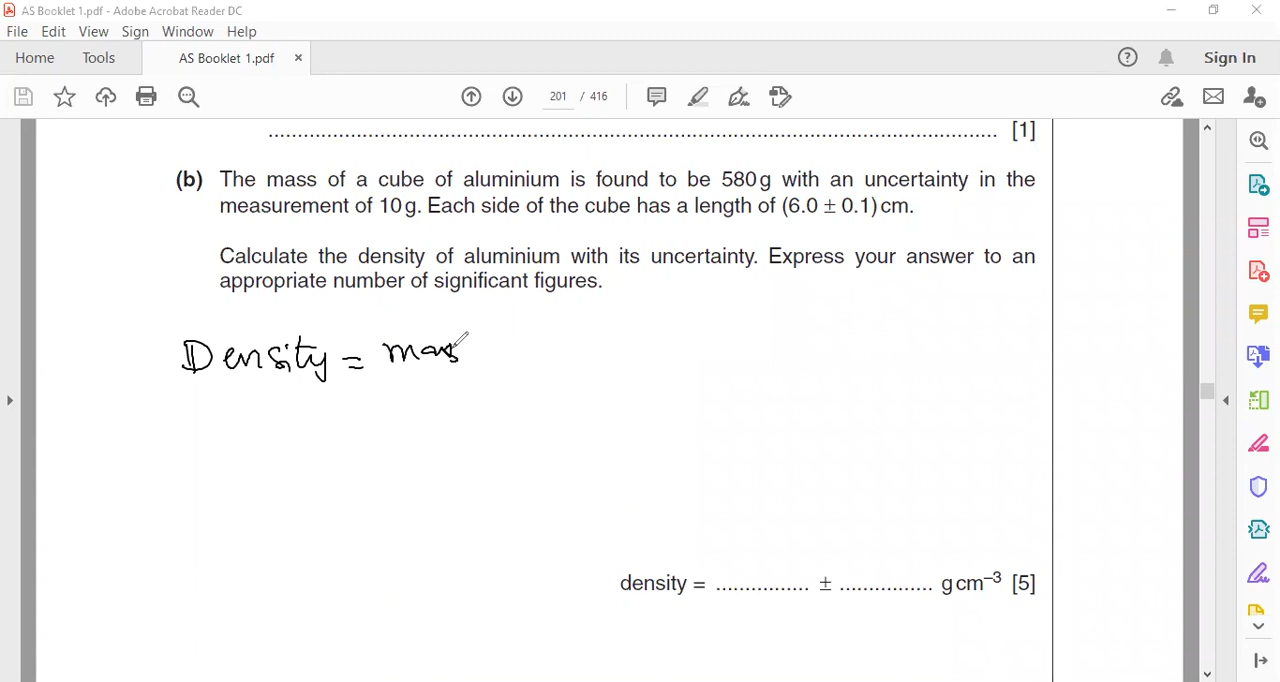 AS Booklet 1.pdf - Adobe Acrobat Reader DC
File Edit View Sign Window Help
Home Tools AS Booklet 1.pdf × Sign In
201 / 416
.............................................................................................................................. [1]
(b) The mass of a cube of aluminium is found to be 580 g with an uncertainty in the
measurement of 10 g. Each side of the cube has a length of (6.0 ± 0.1) cm.
Calculate the density of aluminium with its uncertainty. Express your answer to an
appropriate number of significant figures.
Density = mass
density = ................ ± ................ g cm⁻³ [5]